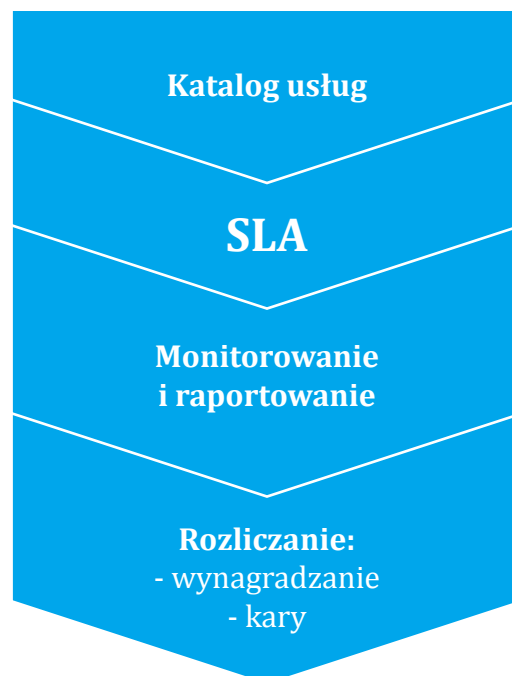 Katalog usług
SLA
Monitorowanie
i raportowanie
Rozliczanie:
- wynagradzanie
- kary